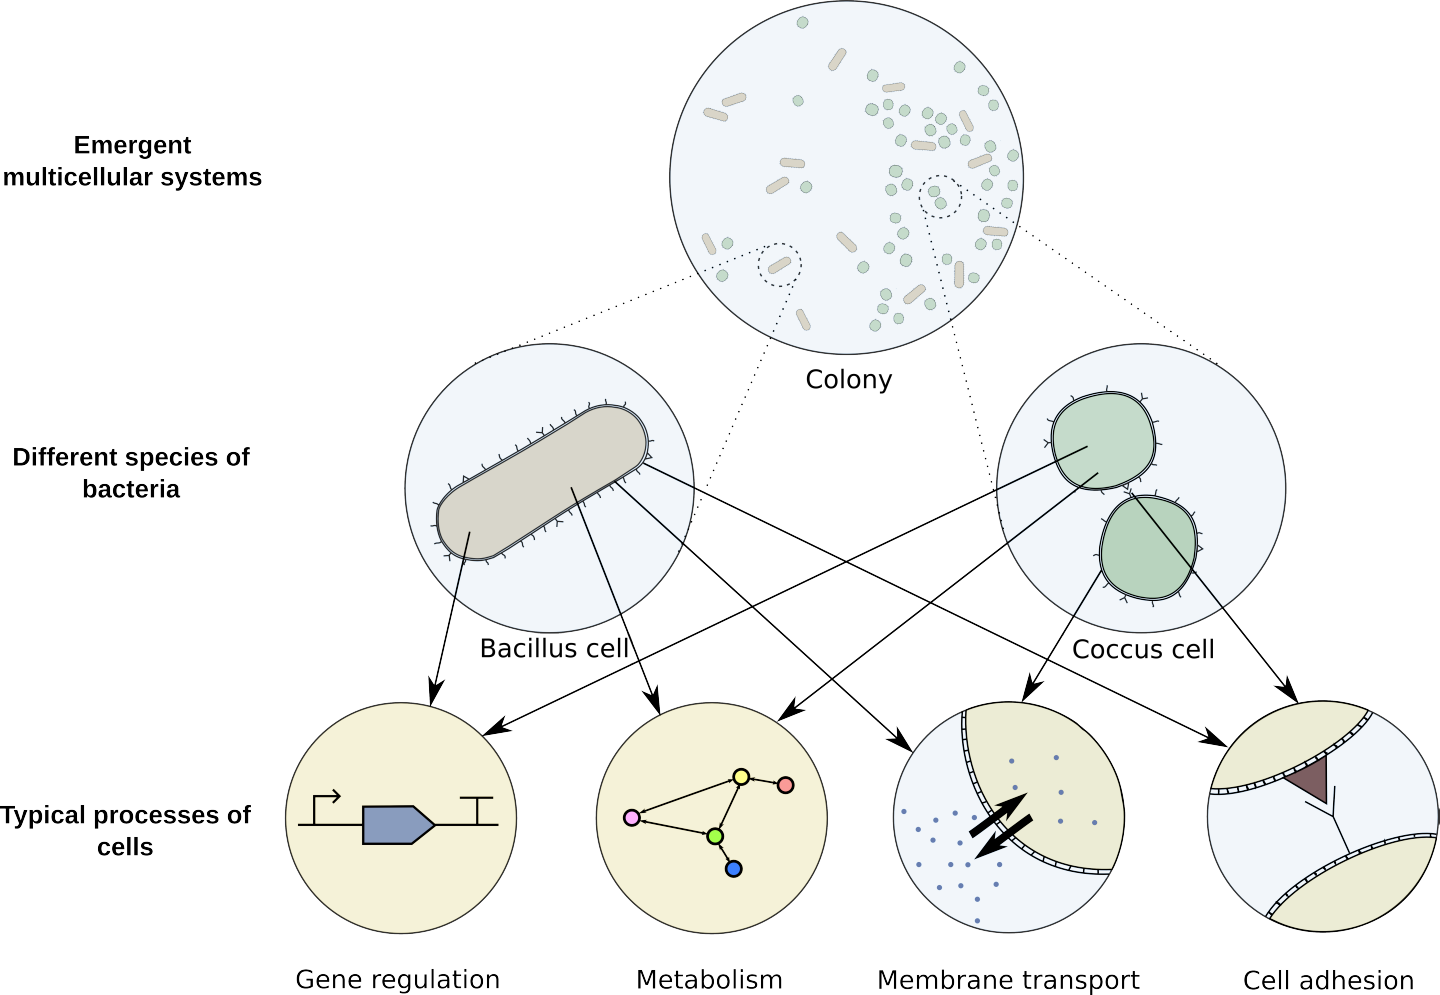 Emergent
multicellular systems
Colony
Different species of
bacteria
Bacillus cell
Coccus cell
Typical processes of
cells
Gene regulation
Metabolism
Membrane transport
Cell adhesion